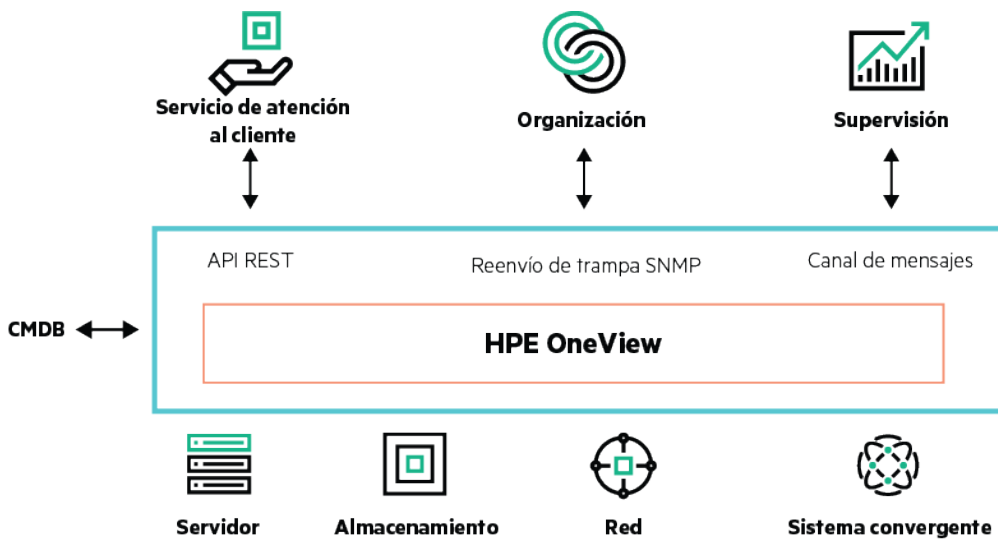 Servicio de atención
al cliente
Organización
Supervisión
API REST
Reenvío de trampa SNMP
Canal de mensajes
CMDB
HPE OneView
Servidor
Almacenamiento
Red
Sistema convergente